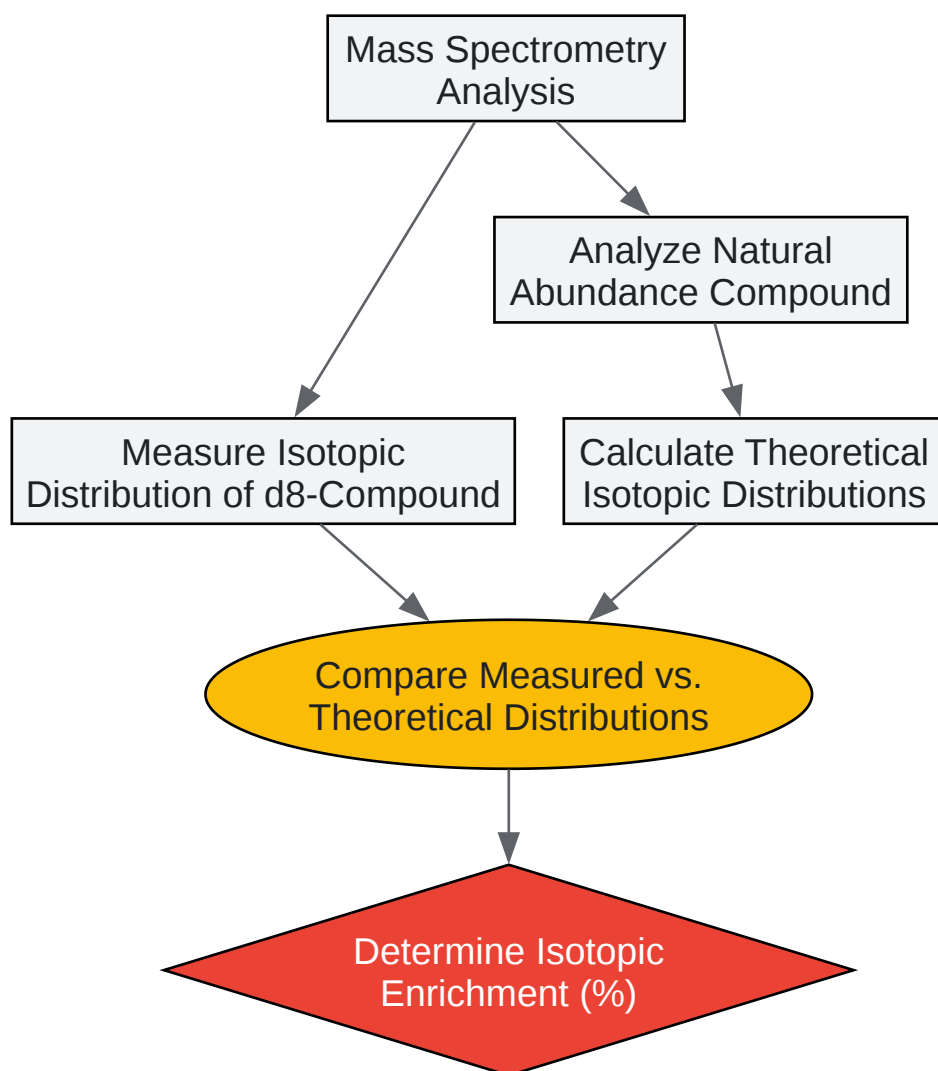 Mass Spectrometry
Analysis
Analyze Natural
Abundance Compound
Measure Isotopic
Distribution of d8-Compound
Calculate Theoretical
Isotopic Distributions
Compare Measured vs.
Theoretical Distributions
Determine Isotopic
Enrichment (%)